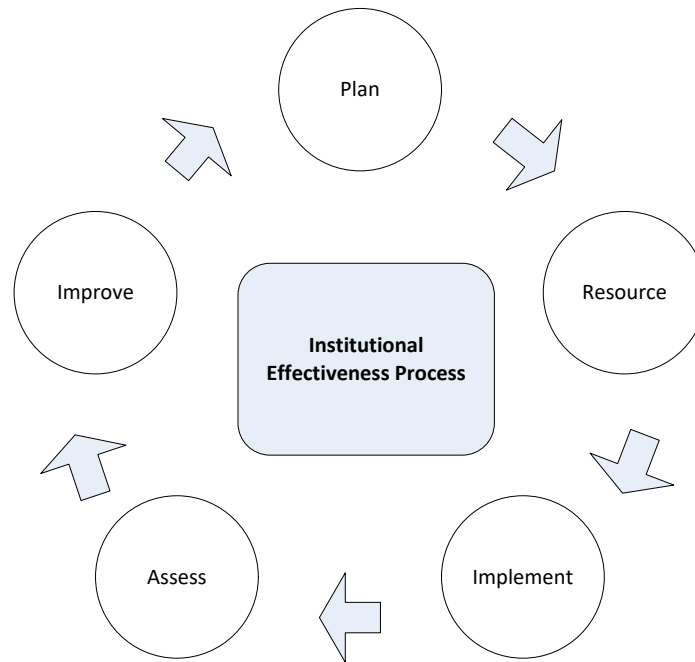 Plan
Resource
Implement
Assess
Improve
Institutional
Effectiveness Process